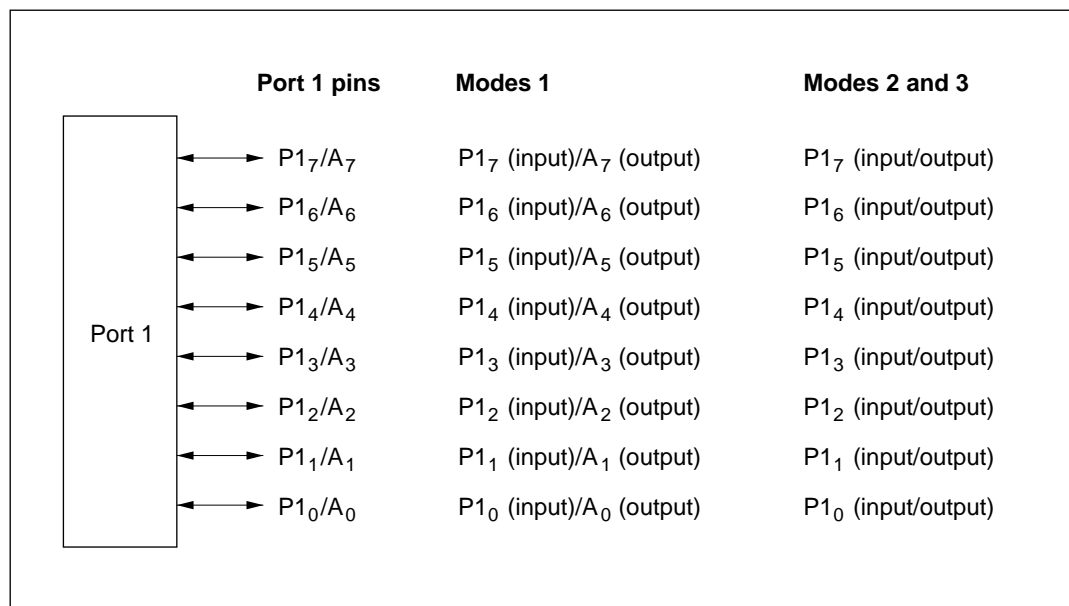 Port 1 pins Modes 1 Modes 2 and 3
P1₇/A₇ P1₇ (input)/A₇ (output) P1₇ (input/output)
P1₆/A₆ P1₆ (input)/A₆ (output) P1₆ (input/output)
P1₅/A₅ P1₅ (input)/A₅ (output) P1₅ (input/output)
P1₄/A₄ P1₄ (input)/A₄ (output) P1₄ (input/output)
Port 1
P1₃/A₃ P1₃ (input)/A₃ (output) P1₃ (input/output)
P1₂/A₂ P1₂ (input)/A₂ (output) P1₂ (input/output)
P1₁/A₁ P1₁ (input)/A₁ (output) P1₁ (input/output)
P1₀/A₀ P1₀ (input)/A₀ (output) P1₀ (input/output)